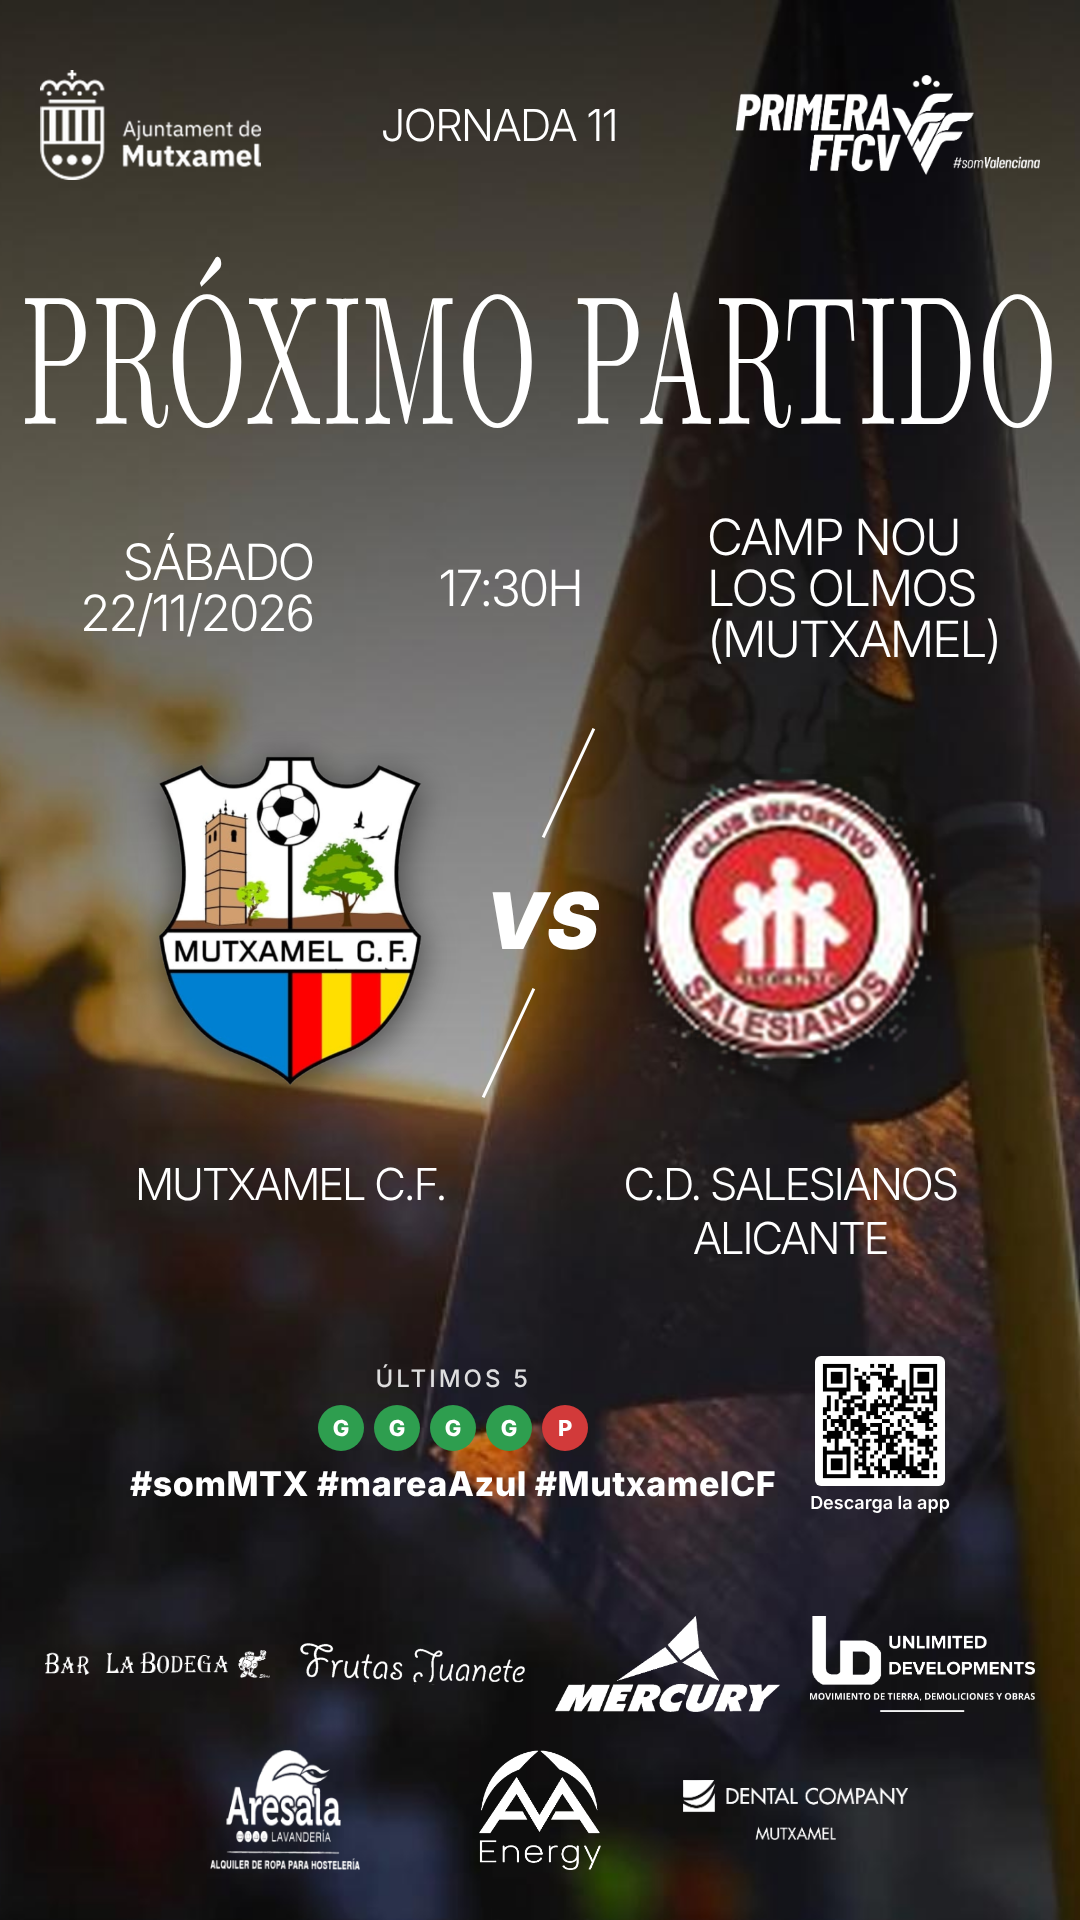 Ajuntament de
Mutxamel
JORNADA 11
PRIMERA
FFCV
#somValenciana
PRÓXIMO PARTIDO
SÁBADO
22/11/2026
17:30H
CAMP NOU
LOS OLMOS
(MUTXAMEL)
MUTXAMEL C.F.
VS
CLUB DEPORTIVO
SALESIANOS
MUTXAMEL C.F.
C.D. SALESIANOS
ALICANTE
ÚLTIMOS 5
G G G G P
#somMTX #mareaAzul #MutxamelCF
Descarga la app
BAR LA BODEGA
Frutas Juanete
MERCURY
UNLIMITED
DEVELOPMENTS
MOVIMIENTO DE TIERRA, DEMOLICIONES Y OBRAS
Aresala
LAVANDERÍA
ALQUILER DE ROPA PARA HOSTELERÍA
AA
Energy
DENTAL COMPANY
MUTXAMEL